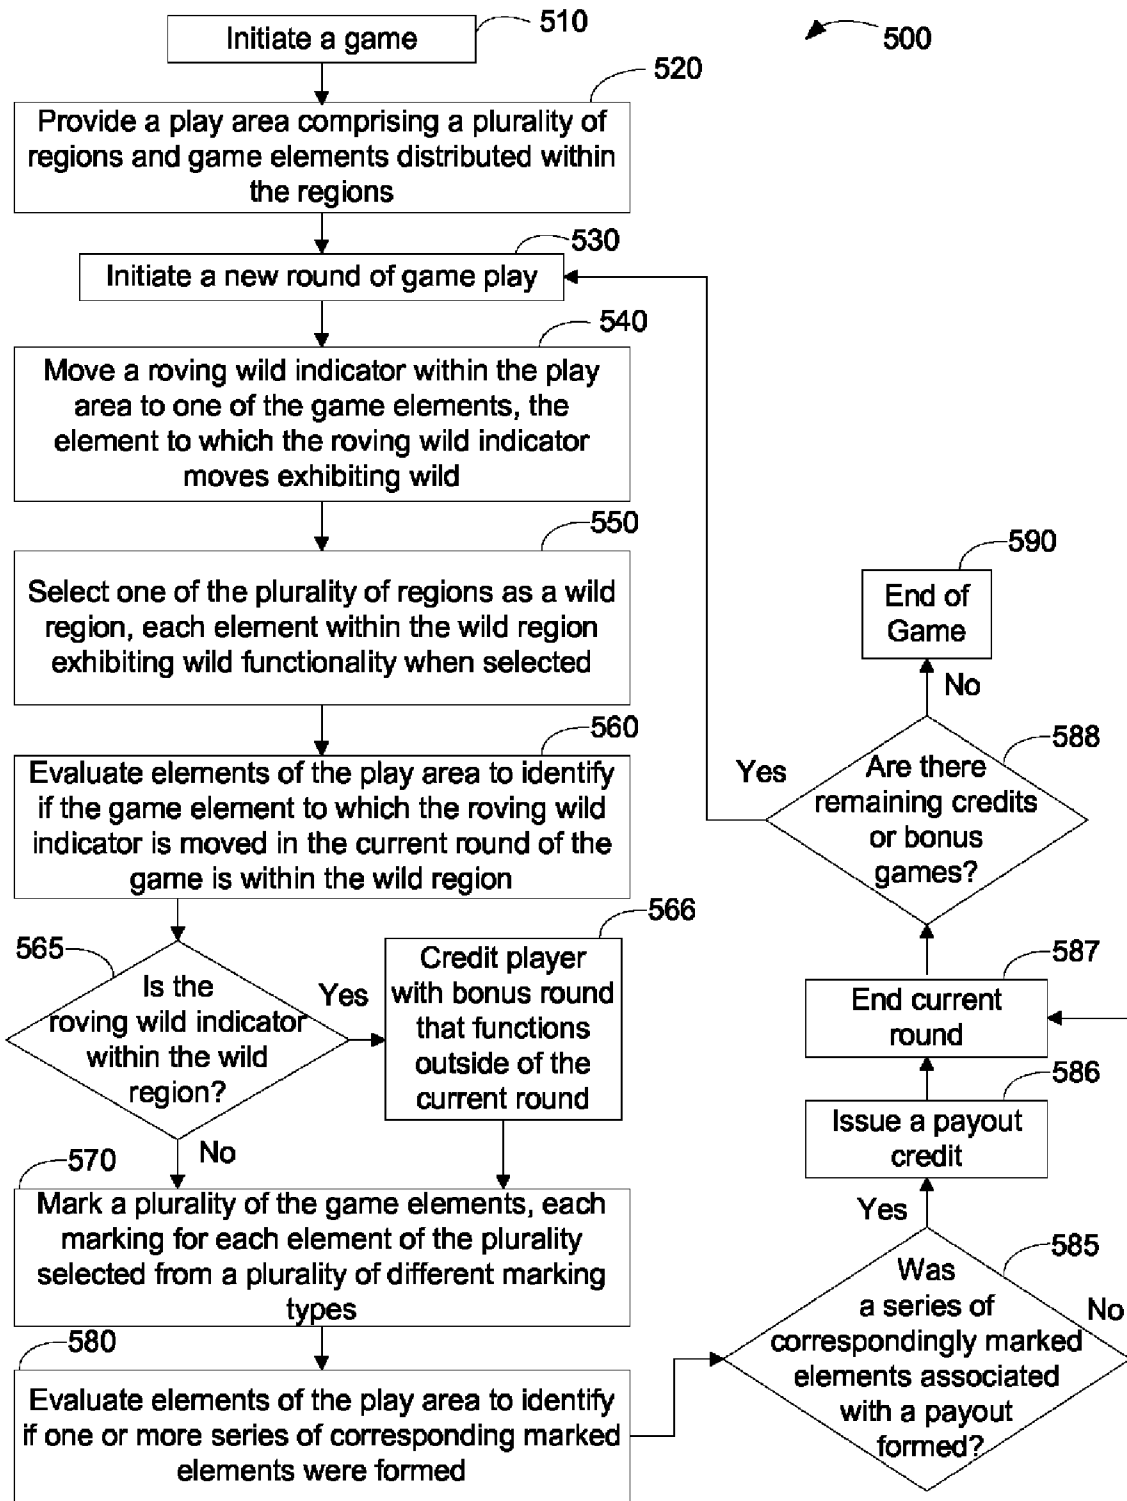 510
Initiate a game
500
520
Provide a play area comprising a plurality of
regions and game elements distributed within
the regions
530
Initiate a new round of game play
540
Move a roving wild indicator within the play
area to one of the game elements, the
element to which the roving wild indicator
moves exhibiting wild
550
Select one of the plurality of regions as a wild
region, each element within the wild region
exhibiting wild functionality when selected
560
Evaluate elements of the play area to identify
if the game element to which the roving wild
indicator is moved in the current round of the
game is within the wild region
565
Is the
roving wild indicator
within the wild
region?
Yes
No
566
Credit player
with bonus round
that functions
outside of the
current round
570
Mark a plurality of the game elements, each
marking for each element of the plurality
selected from a plurality of different marking
types
580
Evaluate elements of the play area to identify
if one or more series of corresponding marked
elements were formed
585
Was
a series of
correspondingly marked
elements associated
with a payout
formed?
Yes
No
586
Issue a payout
credit
587
End current
round
588
Are there
remaining credits
or bonus
games?
Yes
No
590
End of
Game